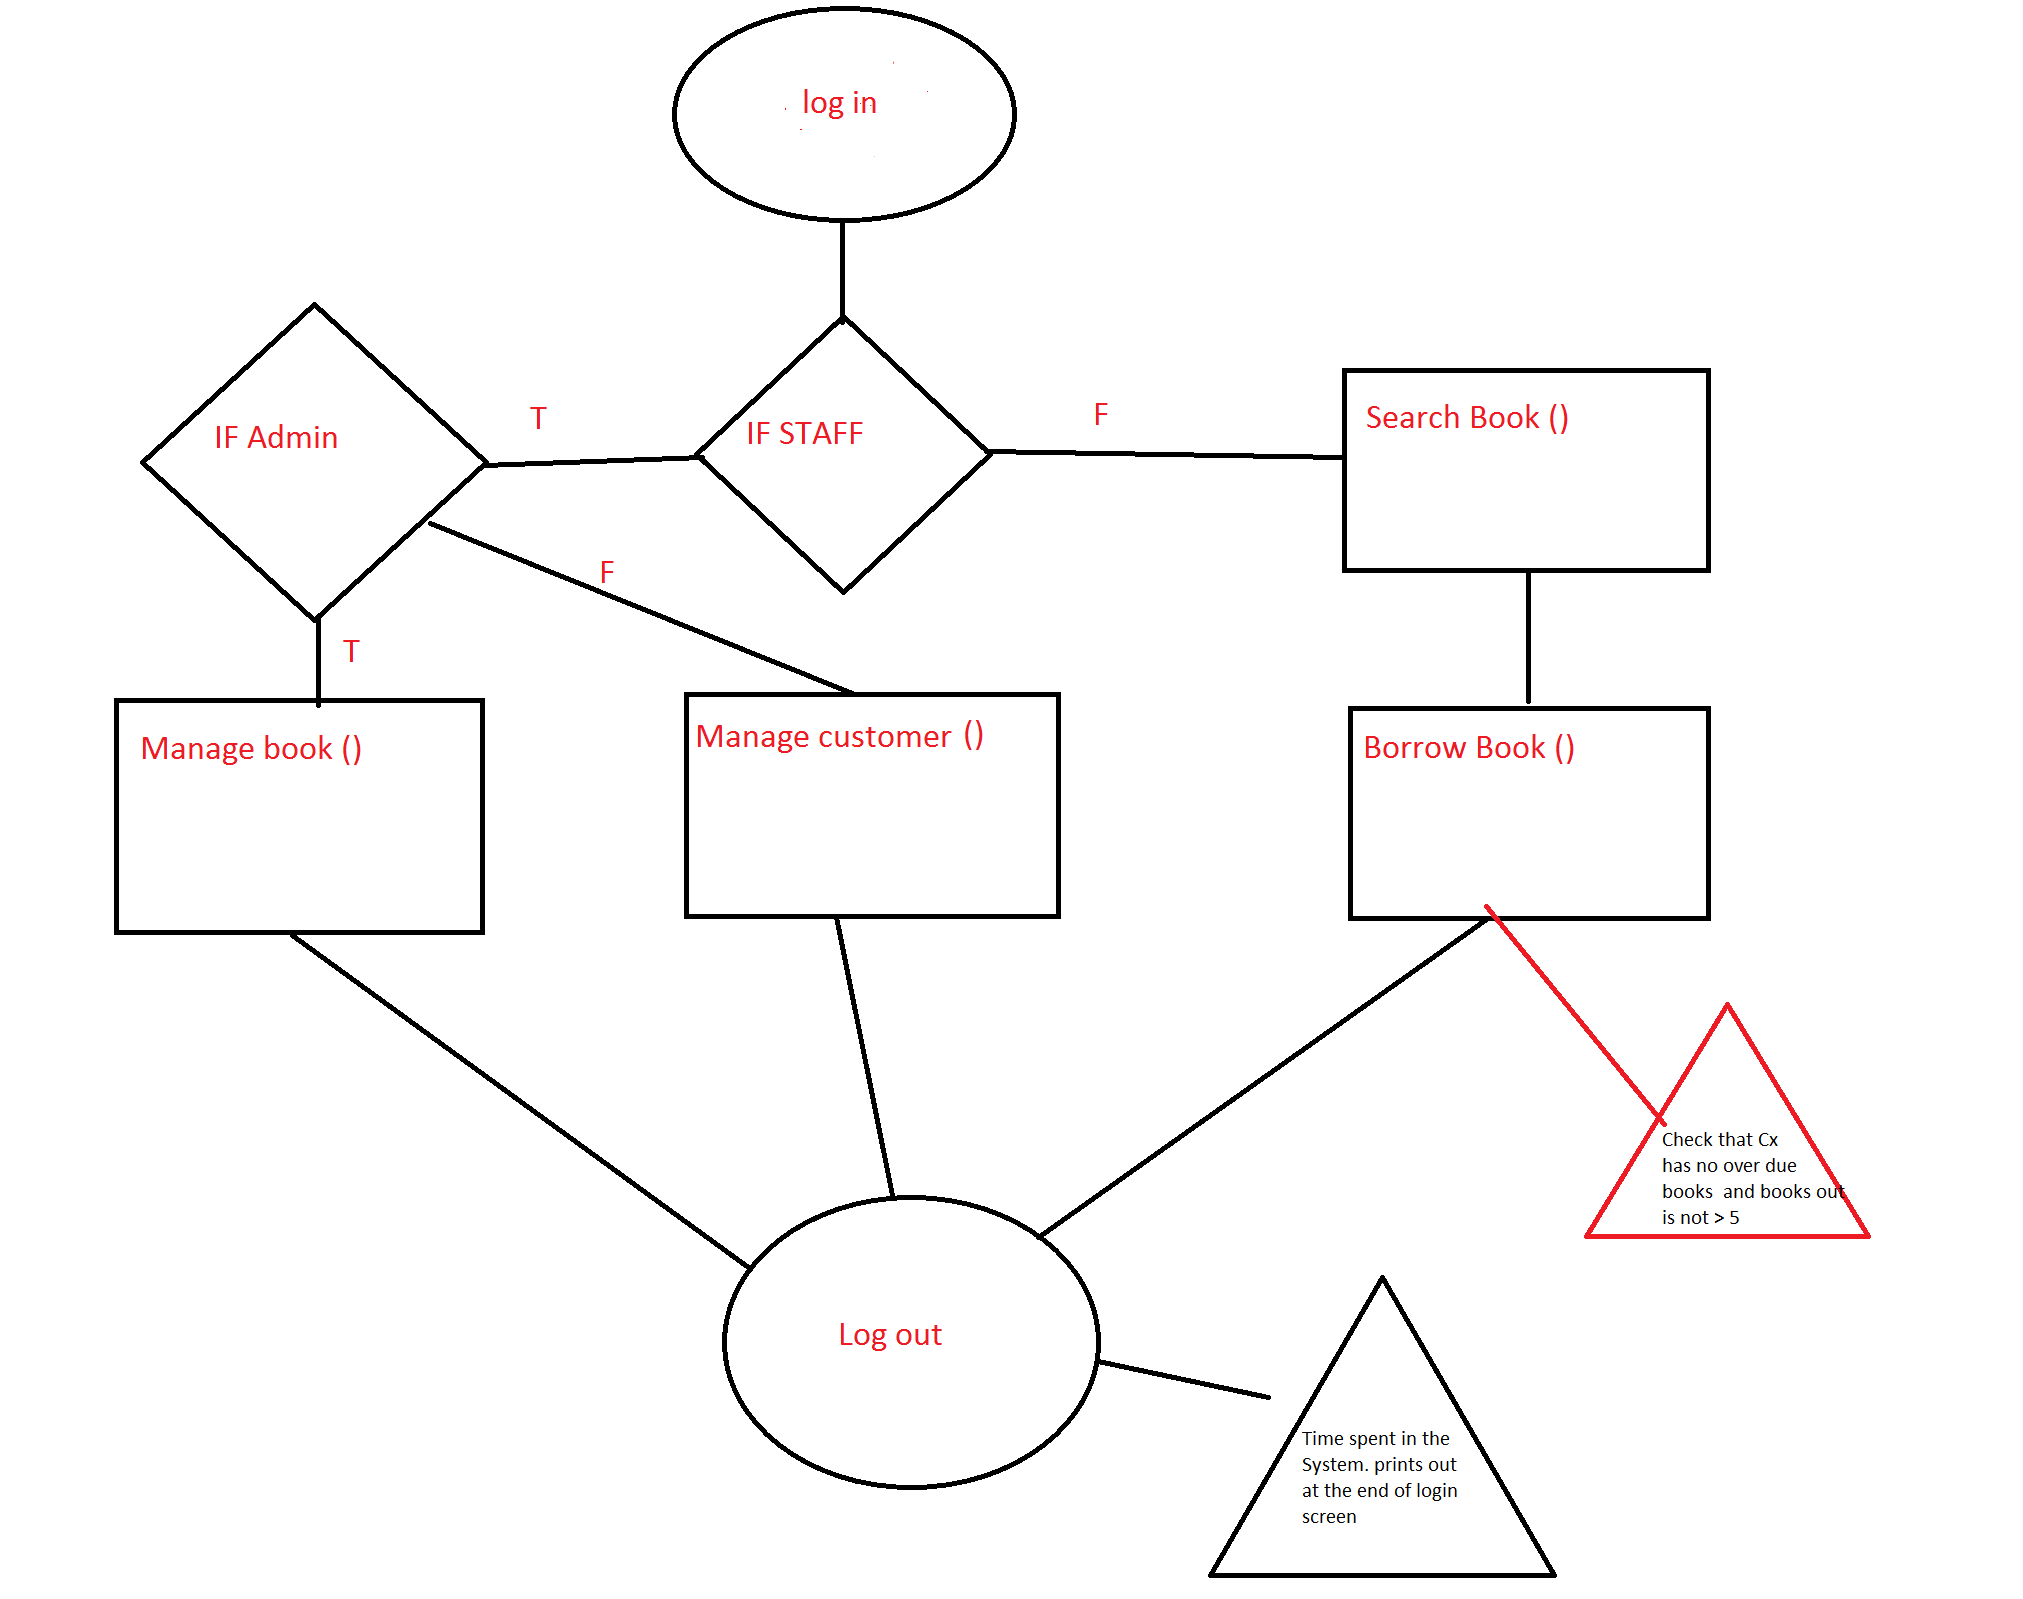 log in
IF Admin
T
IF STAFF
F
Search Book ()
F
T
Manage book ()
Manage customer ()
Borrow Book ()
Check that Cx
has no over due
books  and books out
is not > 5
Log out
Time spent in the
System. prints out
at the end of login
screen